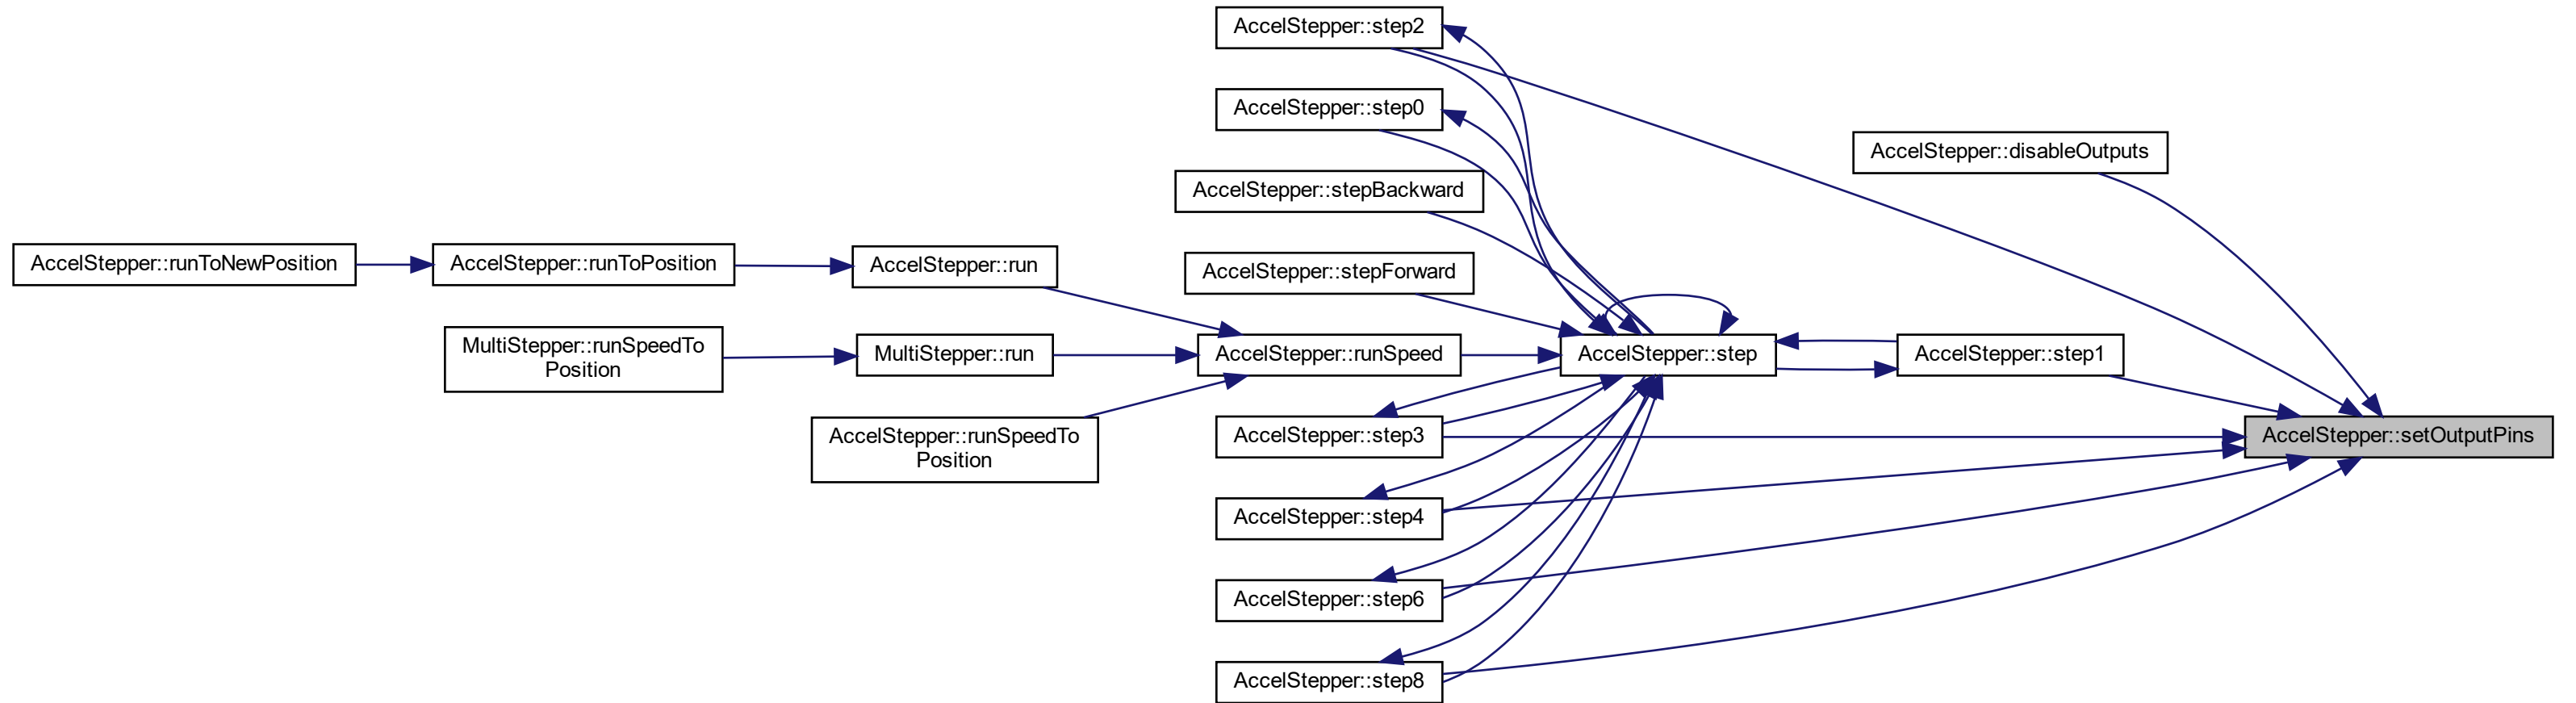 AccelStepper::step2
AccelStepper::step0
AccelStepper::disableOutputs
AccelStepper::stepBackward
AccelStepper::runToNewPosition
AccelStepper::runToPosition
AccelStepper::run
AccelStepper::stepForward
MultiStepper::runSpeedTo
Position
MultiStepper::run
AccelStepper::runSpeed
AccelStepper::step
AccelStepper::step1
AccelStepper::runSpeedTo
Position
AccelStepper::step3
AccelStepper::setOutputPins
AccelStepper::step4
AccelStepper::step6
AccelStepper::step8